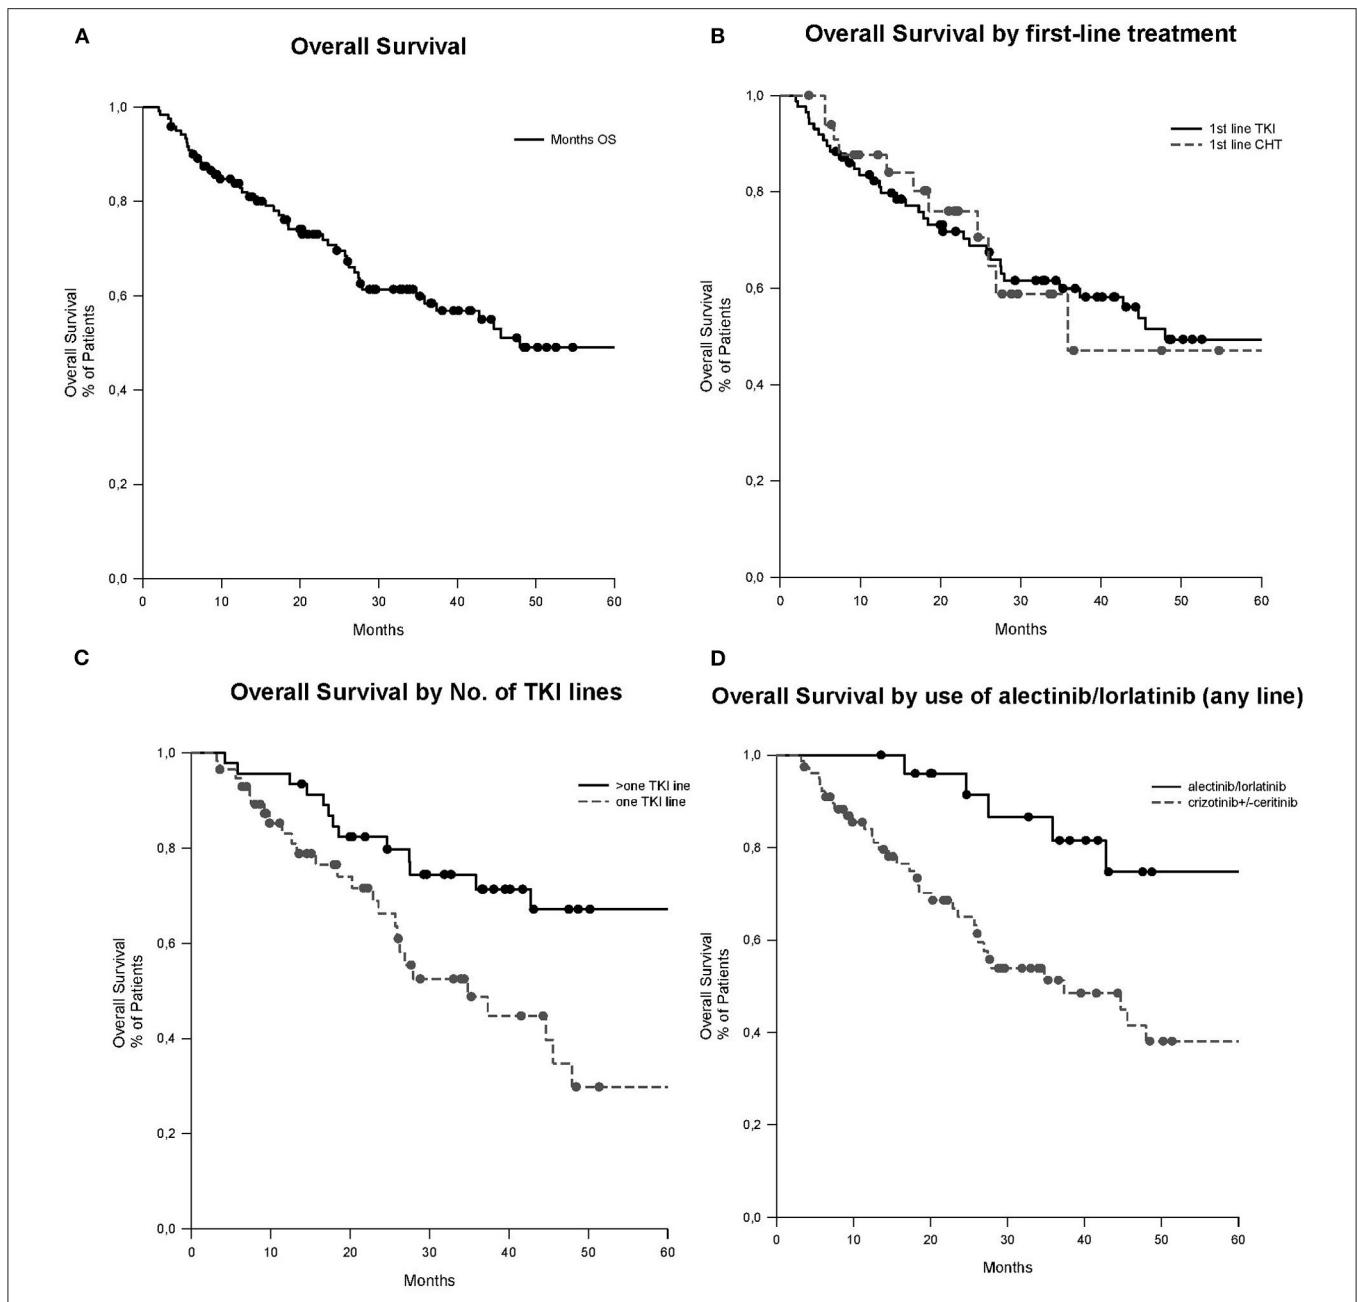 A
Overall Survival
1,0
0,8
0,6
0,4
0,2
0,0
Overall Survival
% of Patients
Months OS
0 10 20 30 40 50 60
Months
B
Overall Survival by first-line treatment
1,0
0,8
0,6
0,4
0,2
0,0
Overall Survival
% of Patients
1st line TKI
1st line CHT
0 10 20 30 40 50 60
Months
C
Overall Survival by No. of TKI lines
1,0
0,8
0,6
0,4
0,2
0,0
Overall Survival
% of Patients
>one TKI ine
one TKI line
0 10 20 30 40 50 60
Months
D
Overall Survival by use of alectinib/lorlatinib (any line)
1,0
0,8
0,6
0,4
0,2
0,0
Overall Survival
% of Patients
alectinib/lorlatinib
crizotinib+/-ceritinib
0 10 20 30 40 50 60
Months